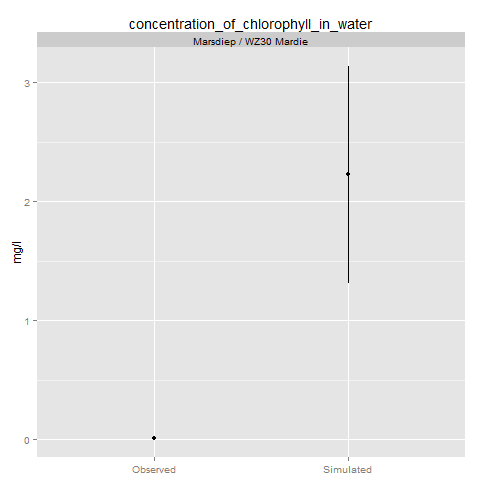 concentration_of_chlorophyll_in_water
Marsdiep / WZ30 Mardie
mg/l
3
2
1
0
Observed
Simulated